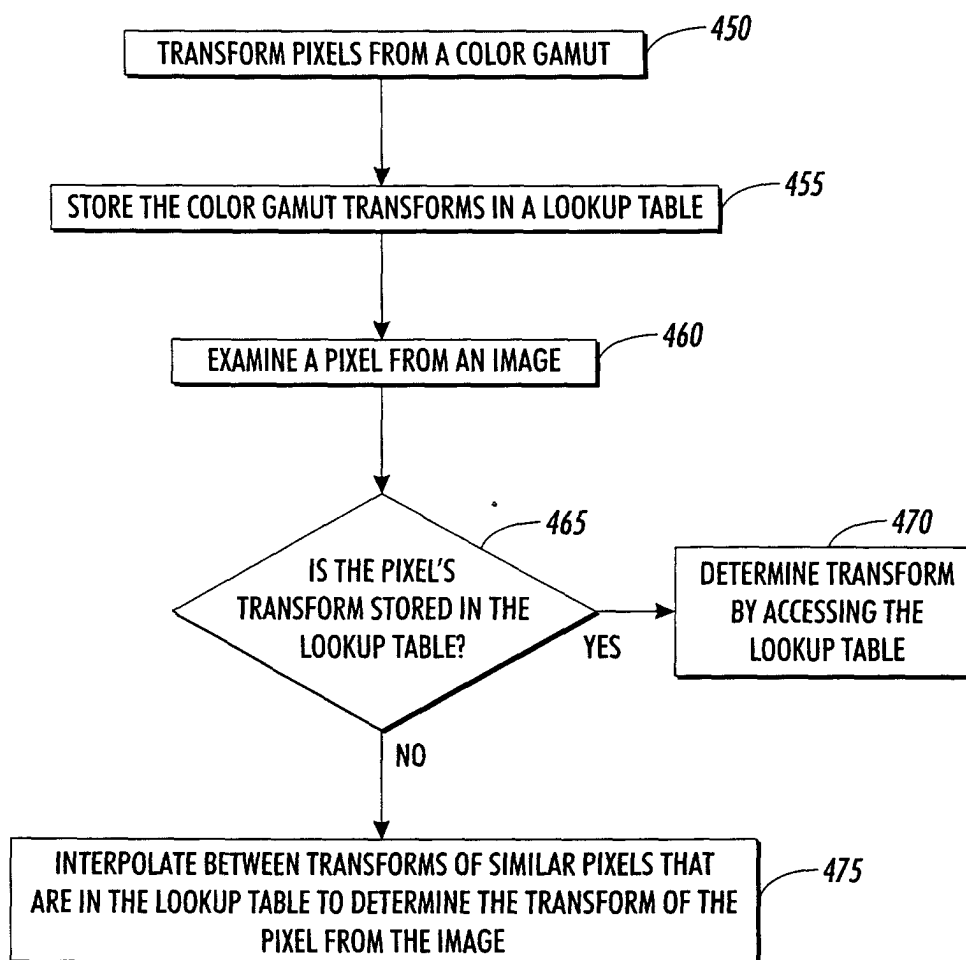 450
TRANSFORM PIXELS FROM A COLOR GAMUT
455
STORE THE COLOR GAMUT TRANSFORMS IN A LOOKUP TABLE
460
EXAMINE A PIXEL FROM AN IMAGE
465
IS THE PIXEL'S
TRANSFORM STORED IN THE
LOOKUP TABLE?
YES
470
DETERMINE TRANSFORM
BY ACCESSING THE
LOOKUP TABLE
NO
INTERPOLATE BETWEEN TRANSFORMS OF SIMILAR PIXELS THAT
ARE IN THE LOOKUP TABLE TO DETERMINE THE TRANSFORM OF THE
PIXEL FROM THE IMAGE
475